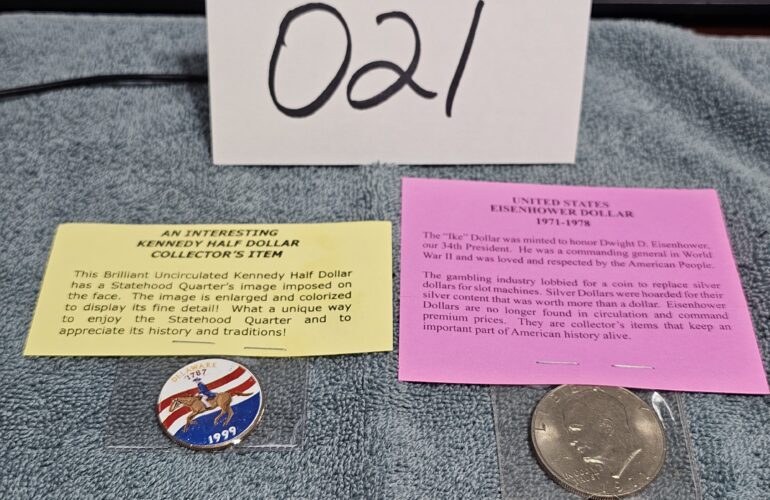 021
AN INTERESTING
KENNEDY HALF DOLLAR
COLLECTOR'S ITEM
This Brilliant Uncirculated Kennedy Half Dollar
has a Statehood Quarter's image imposed on
the face. The image is enlarged and colorized
to display its fine detail! What a unique way
to enjoy the Statehood Quarter and to
appreciate its history and traditions!
UNITED STATES
EISENHOWER DOLLAR
1971-1978
The "Ike" Dollar was minted to honor Dwight D. Eisenhower,
our 34th President. He was a commanding general in World
War II and was loved and respected by the American People.
The gambling industry lobbied for a coin to replace silver
dollars for slot machines. Silver Dollars were hoarded for their
silver content that was worth more than a dollar. Eisenhower
Dollars are no longer found in circulation and command
premium prices. They are collector's items that keep an
important part of American history alive.
DELAWARE
1787
1999